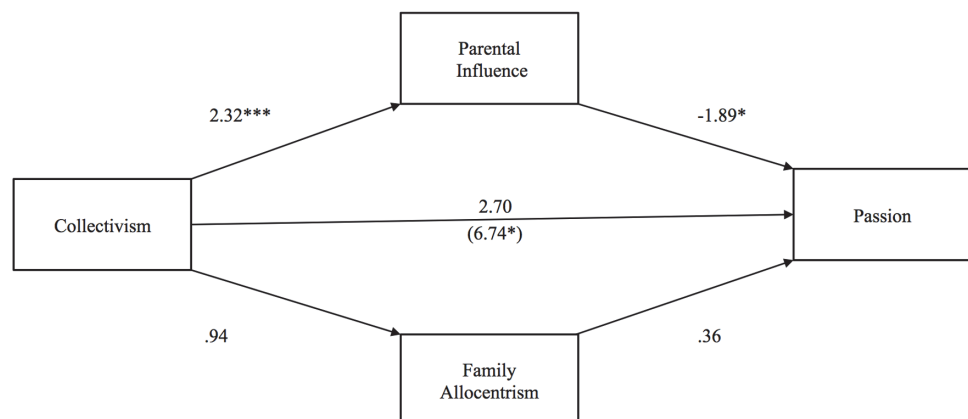 Parental
Influence
2.32***
-1.89*
Collectivism
2.70
(6.74*)
Passion
.94
.36
Family
Allocentrism